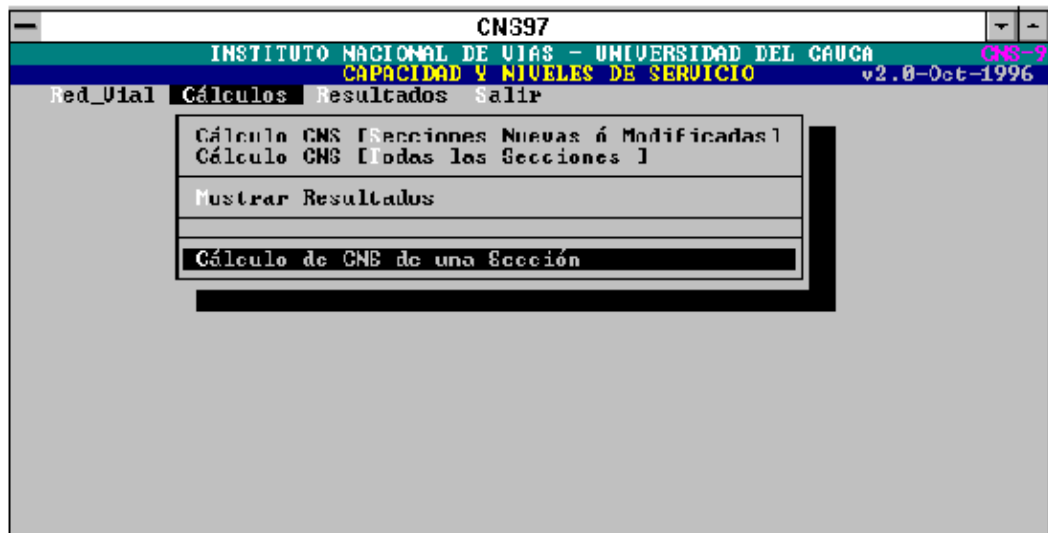 CNS97
INSTITUTO NACIONAL DE VIAS - UNIVERSIDAD DEL CAUCA CNS-9
CAPACIDAD Y NIVELES DE SERVICIO v2.0-Oct-1996
Red_Vial Cálculos Resultados Salir
Cálculo CNS [Secciones Nuevas ó Modificadas]
Cálculo CNS [Todas las Secciones ]
Mostrar Resultados
Cálculo de CNS de una Sección